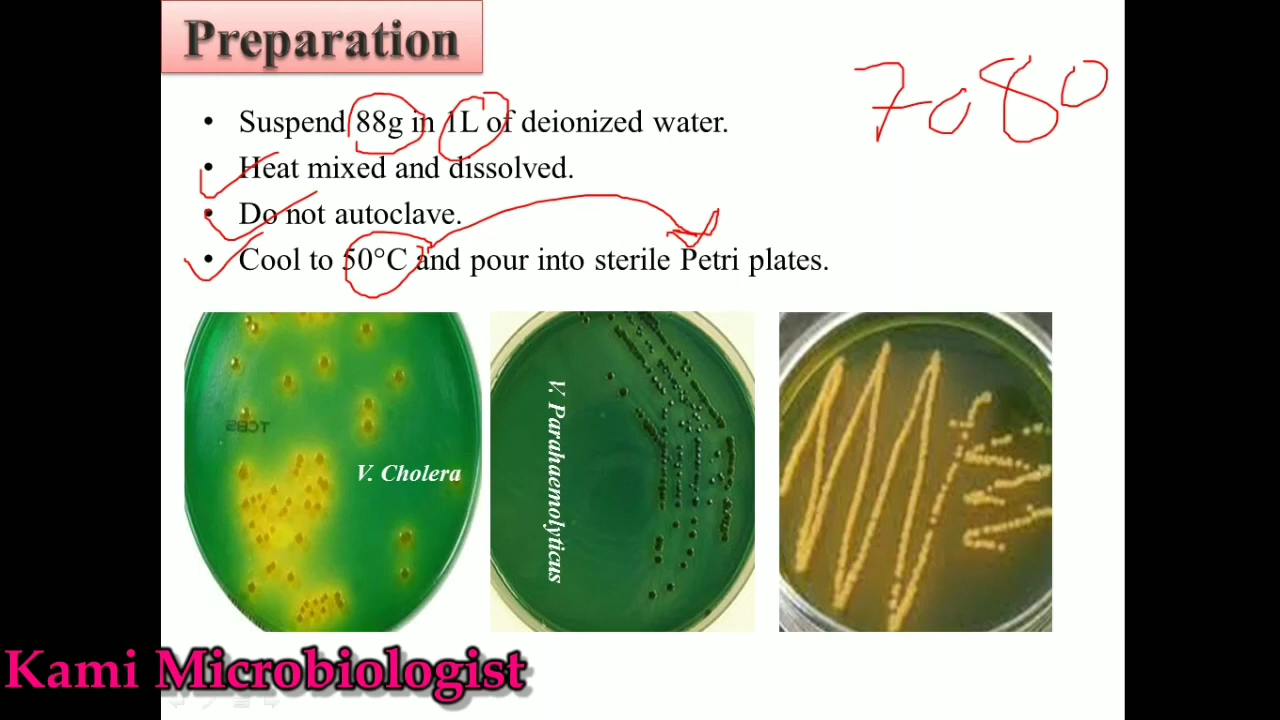 Preparation
7080
• Suspend 88g in 1L of deionized water.
• Heat mixed and dissolved.
• Do not autoclave.
• Cool to 50°C and pour into sterile Petri plates.
TCBS
V. Cholera
V. Parahaemolyticus
Kami Microbiologist